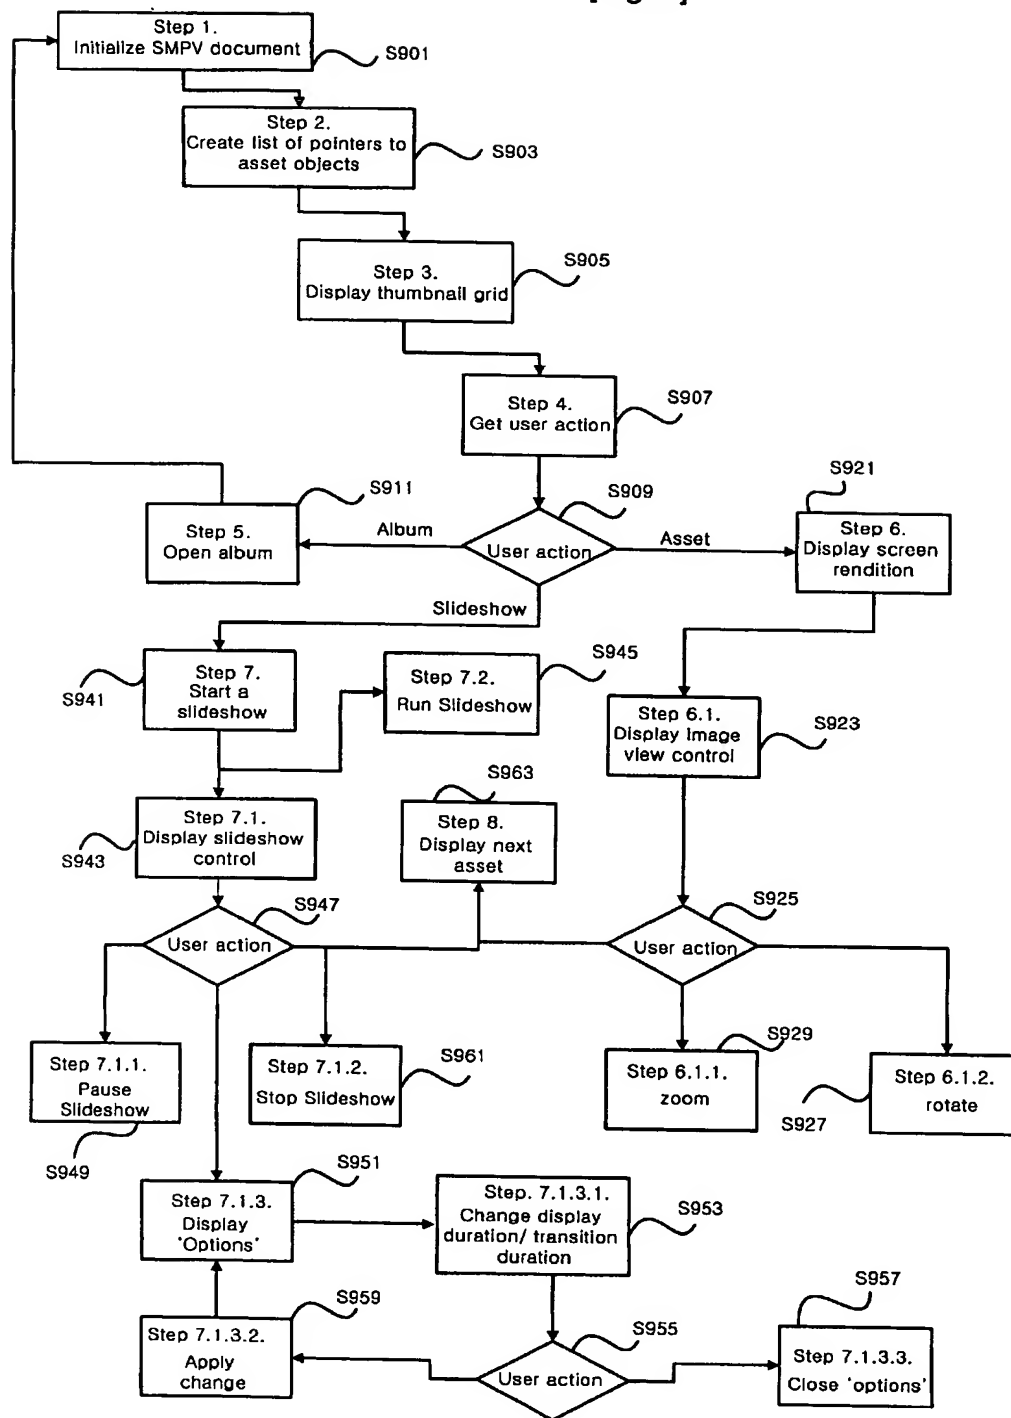 Step 1.
Initialize SMPV document
S901
Step 2.
Create list of pointers to
asset objects
S903
Step 3.
Display thumbnail grid
S905
Step 4.
Get user action
S907
S911
Step 5.
Open album
Album
S909
User action
Asset
S921
Step 6.
Display screen
rendition
Slideshow
S941
Step 7.
Start a
slideshow
S945
Step 7.2.
Run Slideshow
Step 6.1.
Display Image
view control
S923
S963
Step 8.
Display next
asset
Step 7.1.
Display slideshow
control
S943
S947
User action
S925
User action
Step 7.1.1.
Pause
Slideshow
S949
Step 7.1.2.
Stop Slideshow
S961
S929
Step 6.1.1.
zoom
Step 6.1.2.
rotate
S927
S951
Step 7.1.3.
Display
'Options'
Step. 7.1.3.1.
Change display
duration/ transition
duration
S953
S959
Step 7.1.3.2.
Apply
change
S955
User action
S957
Step 7.1.3.3.
Close 'options'